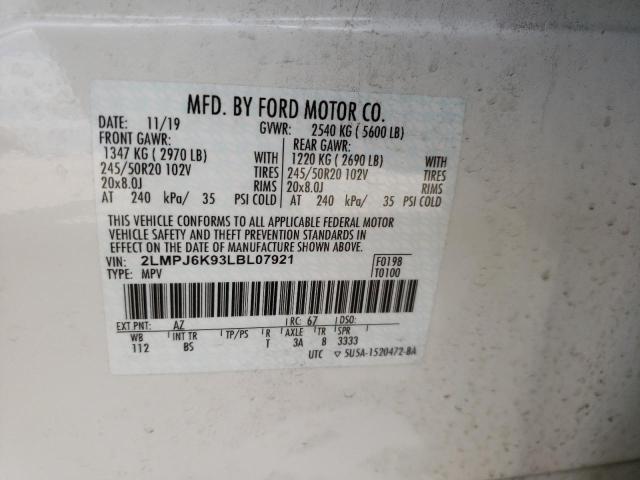 MFD. BY FORD MOTOR CO.
DATE: 11/19 GVWR: 2540 KG ( 5600 LB)
FRONT GAWR: REAR GAWR:
1347 KG ( 2970 LB) WITH 1220 KG ( 2690 LB) WITH
245/50R20 102V TIRES 245/50R20 102V TIRES
20x8.0J RIMS 20x8.0J RIMS
AT 240 kPa/ 35 PSI COLD AT 240 kPa/ 35 PSI COLD
THIS VEHICLE CONFORMS TO ALL APPLICABLE FEDERAL MOTOR
VEHICLE SAFETY AND THEFT PREVENTION STANDARDS IN
EFFECT ON THE DATE OF MANUFACTURE SHOWN ABOVE.
VIN: 2LMPJ6K93LBL07921 F0198
TYPE: MPV T0100
EXT PNT: AZ RC: 67 DSO:
WB INT TR TP/PS R AXLE TR SPR
112 BS T 3A 8 3333
UTC ▽ 5U5A-1520472-BA